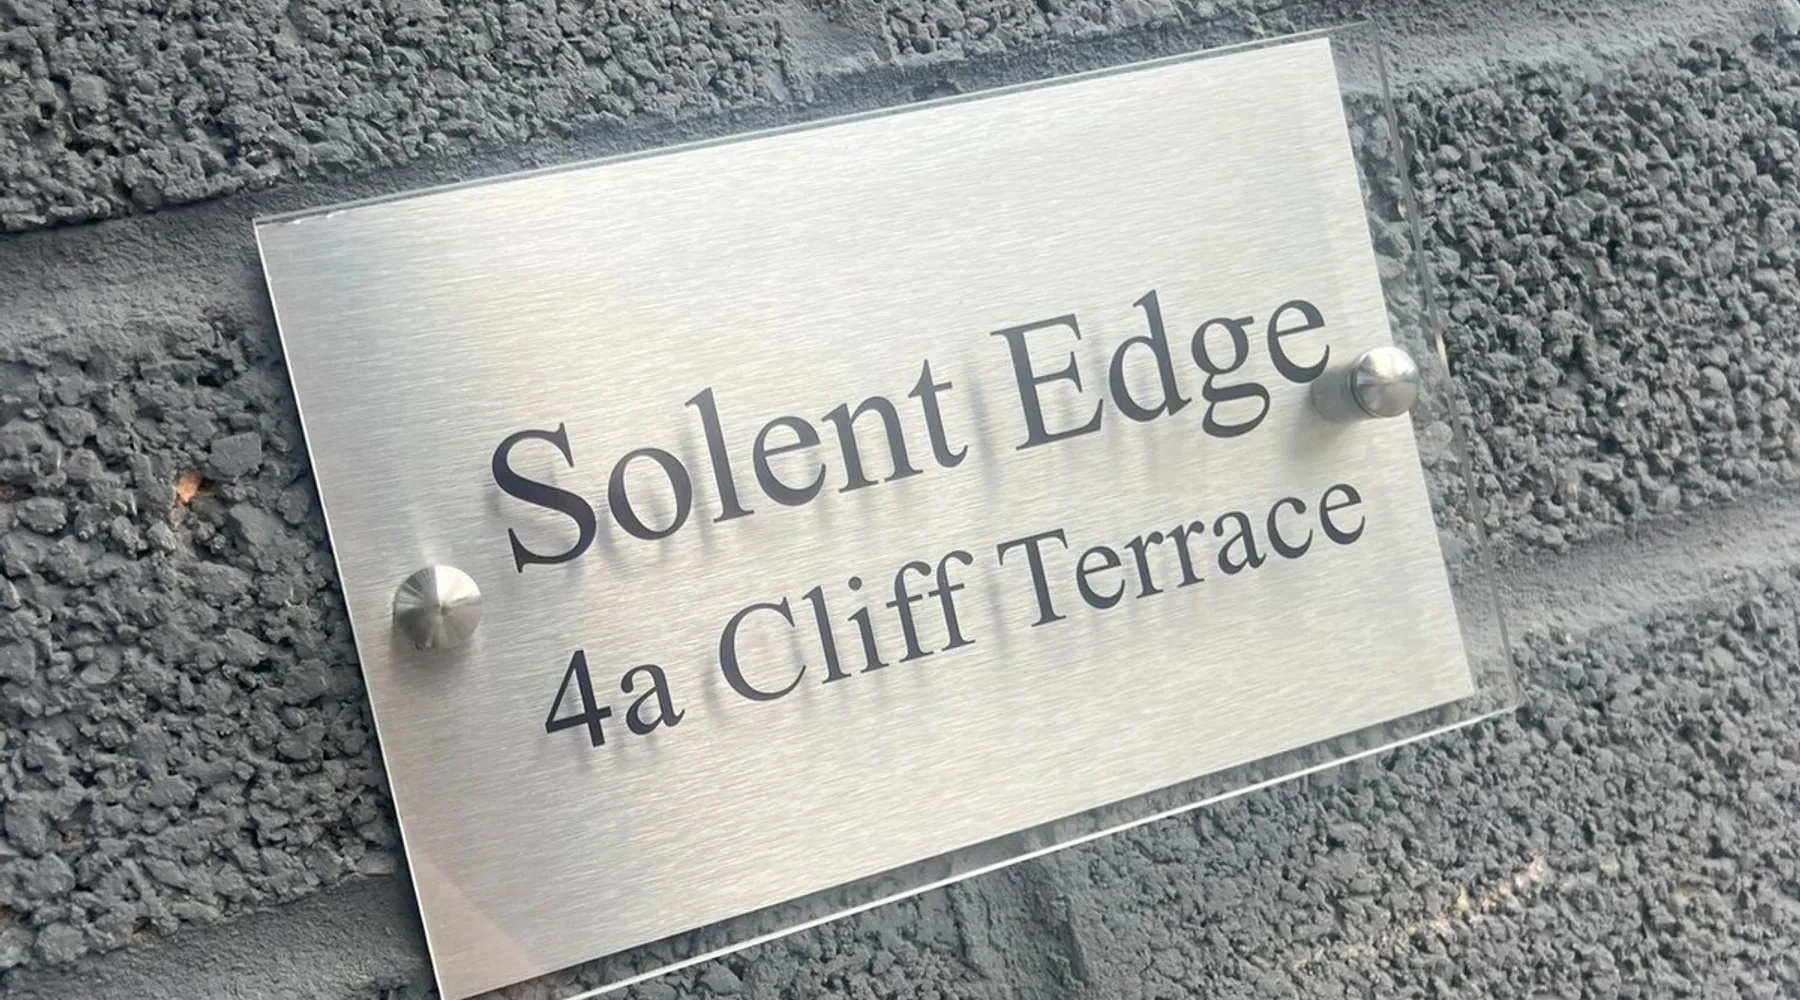 Solent Edge
4a Cliff Terrace